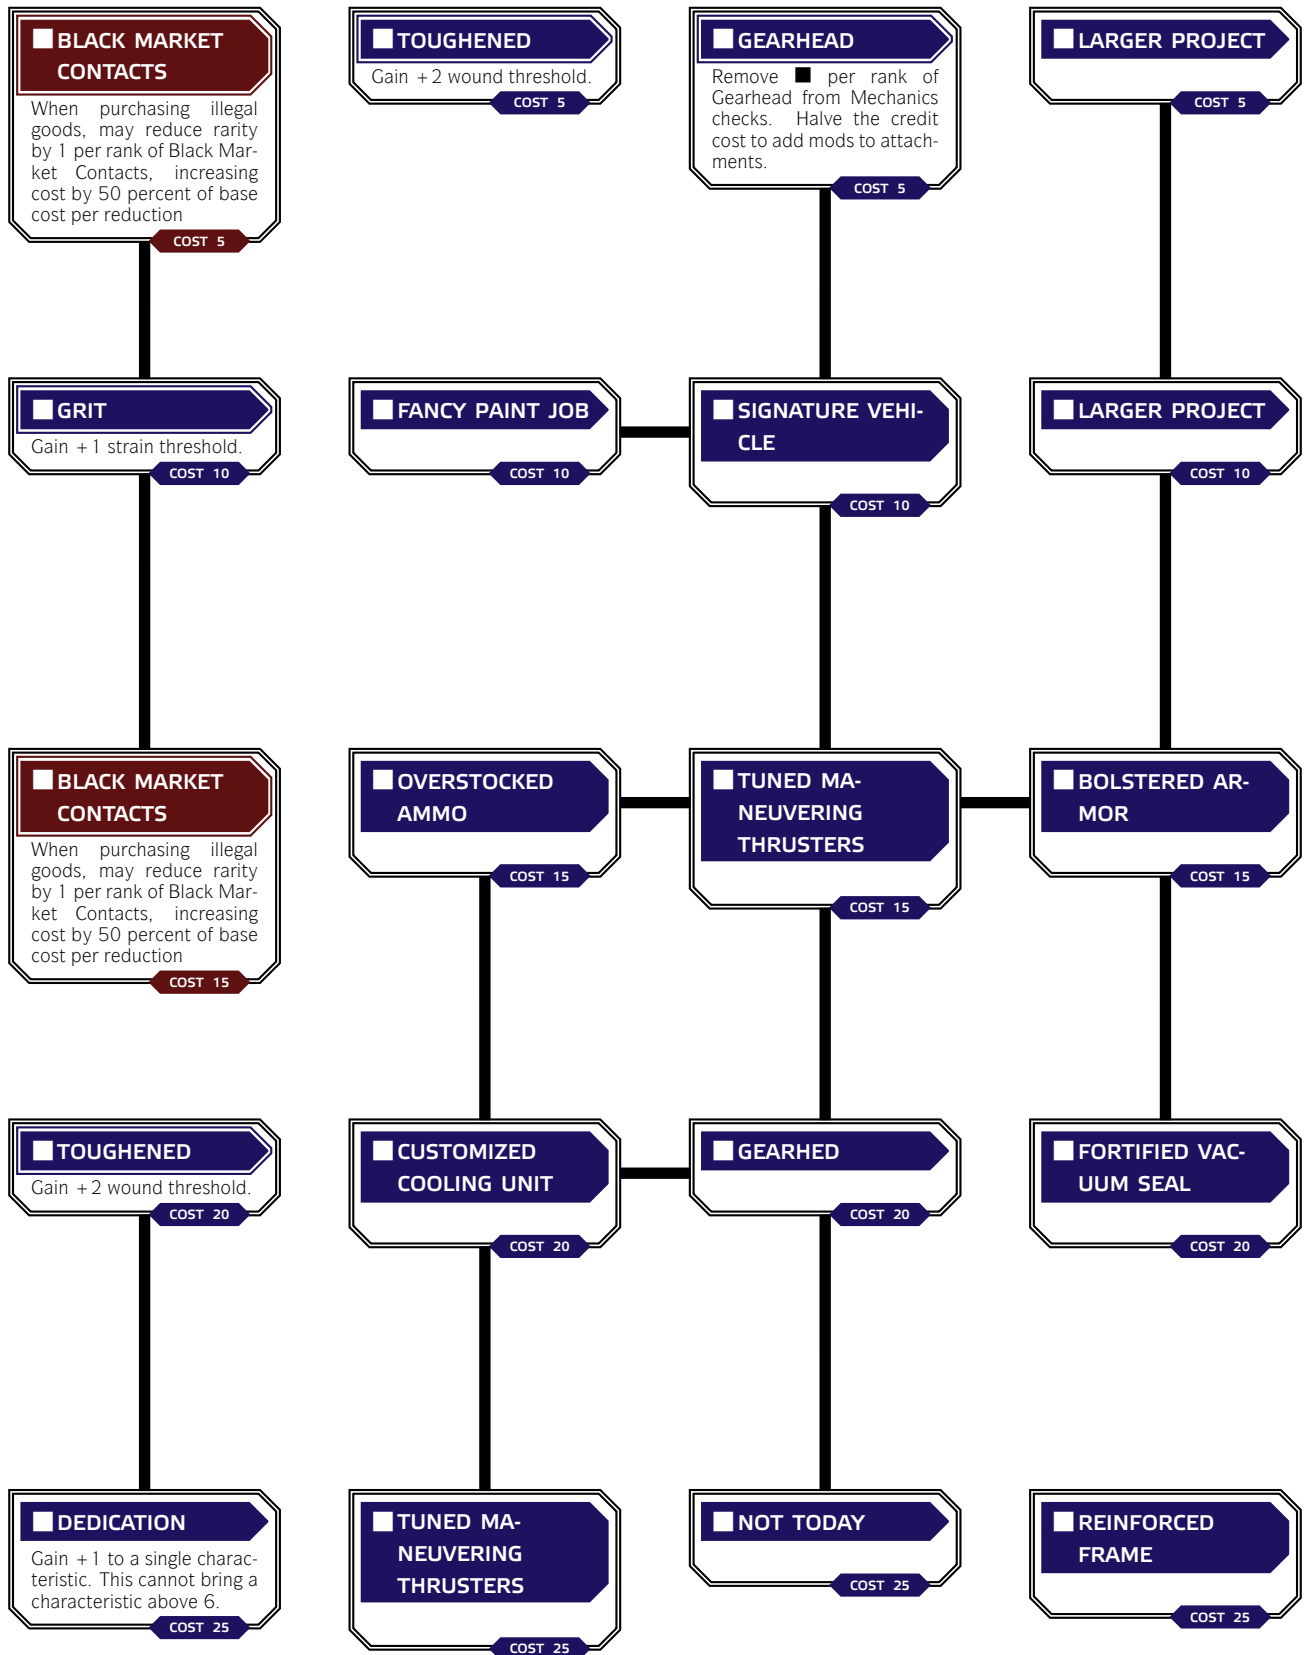 BLACK MARKET
CONTACTS
When purchasing illegal
goods, may reduce rarity
by 1 per rank of Black Mar-
ket Contacts, increasing
cost by 50 percent of base
cost per reduction
COST 5
TOUGHENED
Gain +2 wound threshold.
COST 5
GEARHEAD
Remove ■ per rank of
Gearhead from Mechanics
checks. Halve the credit
cost to add mods to attach-
ments.
COST 5
LARGER PROJECT
COST 5
GRIT
Gain +1 strain threshold.
COST 10
FANCY PAINT JOB
COST 10
SIGNATURE VEHI-
CLE
COST 10
LARGER PROJECT
COST 10
BLACK MARKET
CONTACTS
When purchasing illegal
goods, may reduce rarity
by 1 per rank of Black Mar-
ket Contacts, increasing
cost by 50 percent of base
cost per reduction
COST 15
OVERSTOCKED
AMMO
COST 15
TUNED MA-
NEUVERING
THRUSTERS
COST 15
BOLSTERED AR-
MOR
COST 15
TOUGHENED
Gain +2 wound threshold.
COST 20
CUSTOMIZED
COOLING UNIT
COST 20
GEARHED
COST 20
FORTIFIED VAC-
UUM SEAL
COST 20
DEDICATION
Gain +1 to a single charac-
teristic. This cannot bring a
characteristic above 6.
COST 25
TUNED MA-
NEUVERING
THRUSTERS
COST 25
NOT TODAY
COST 25
REINFORCED
FRAME
COST 25